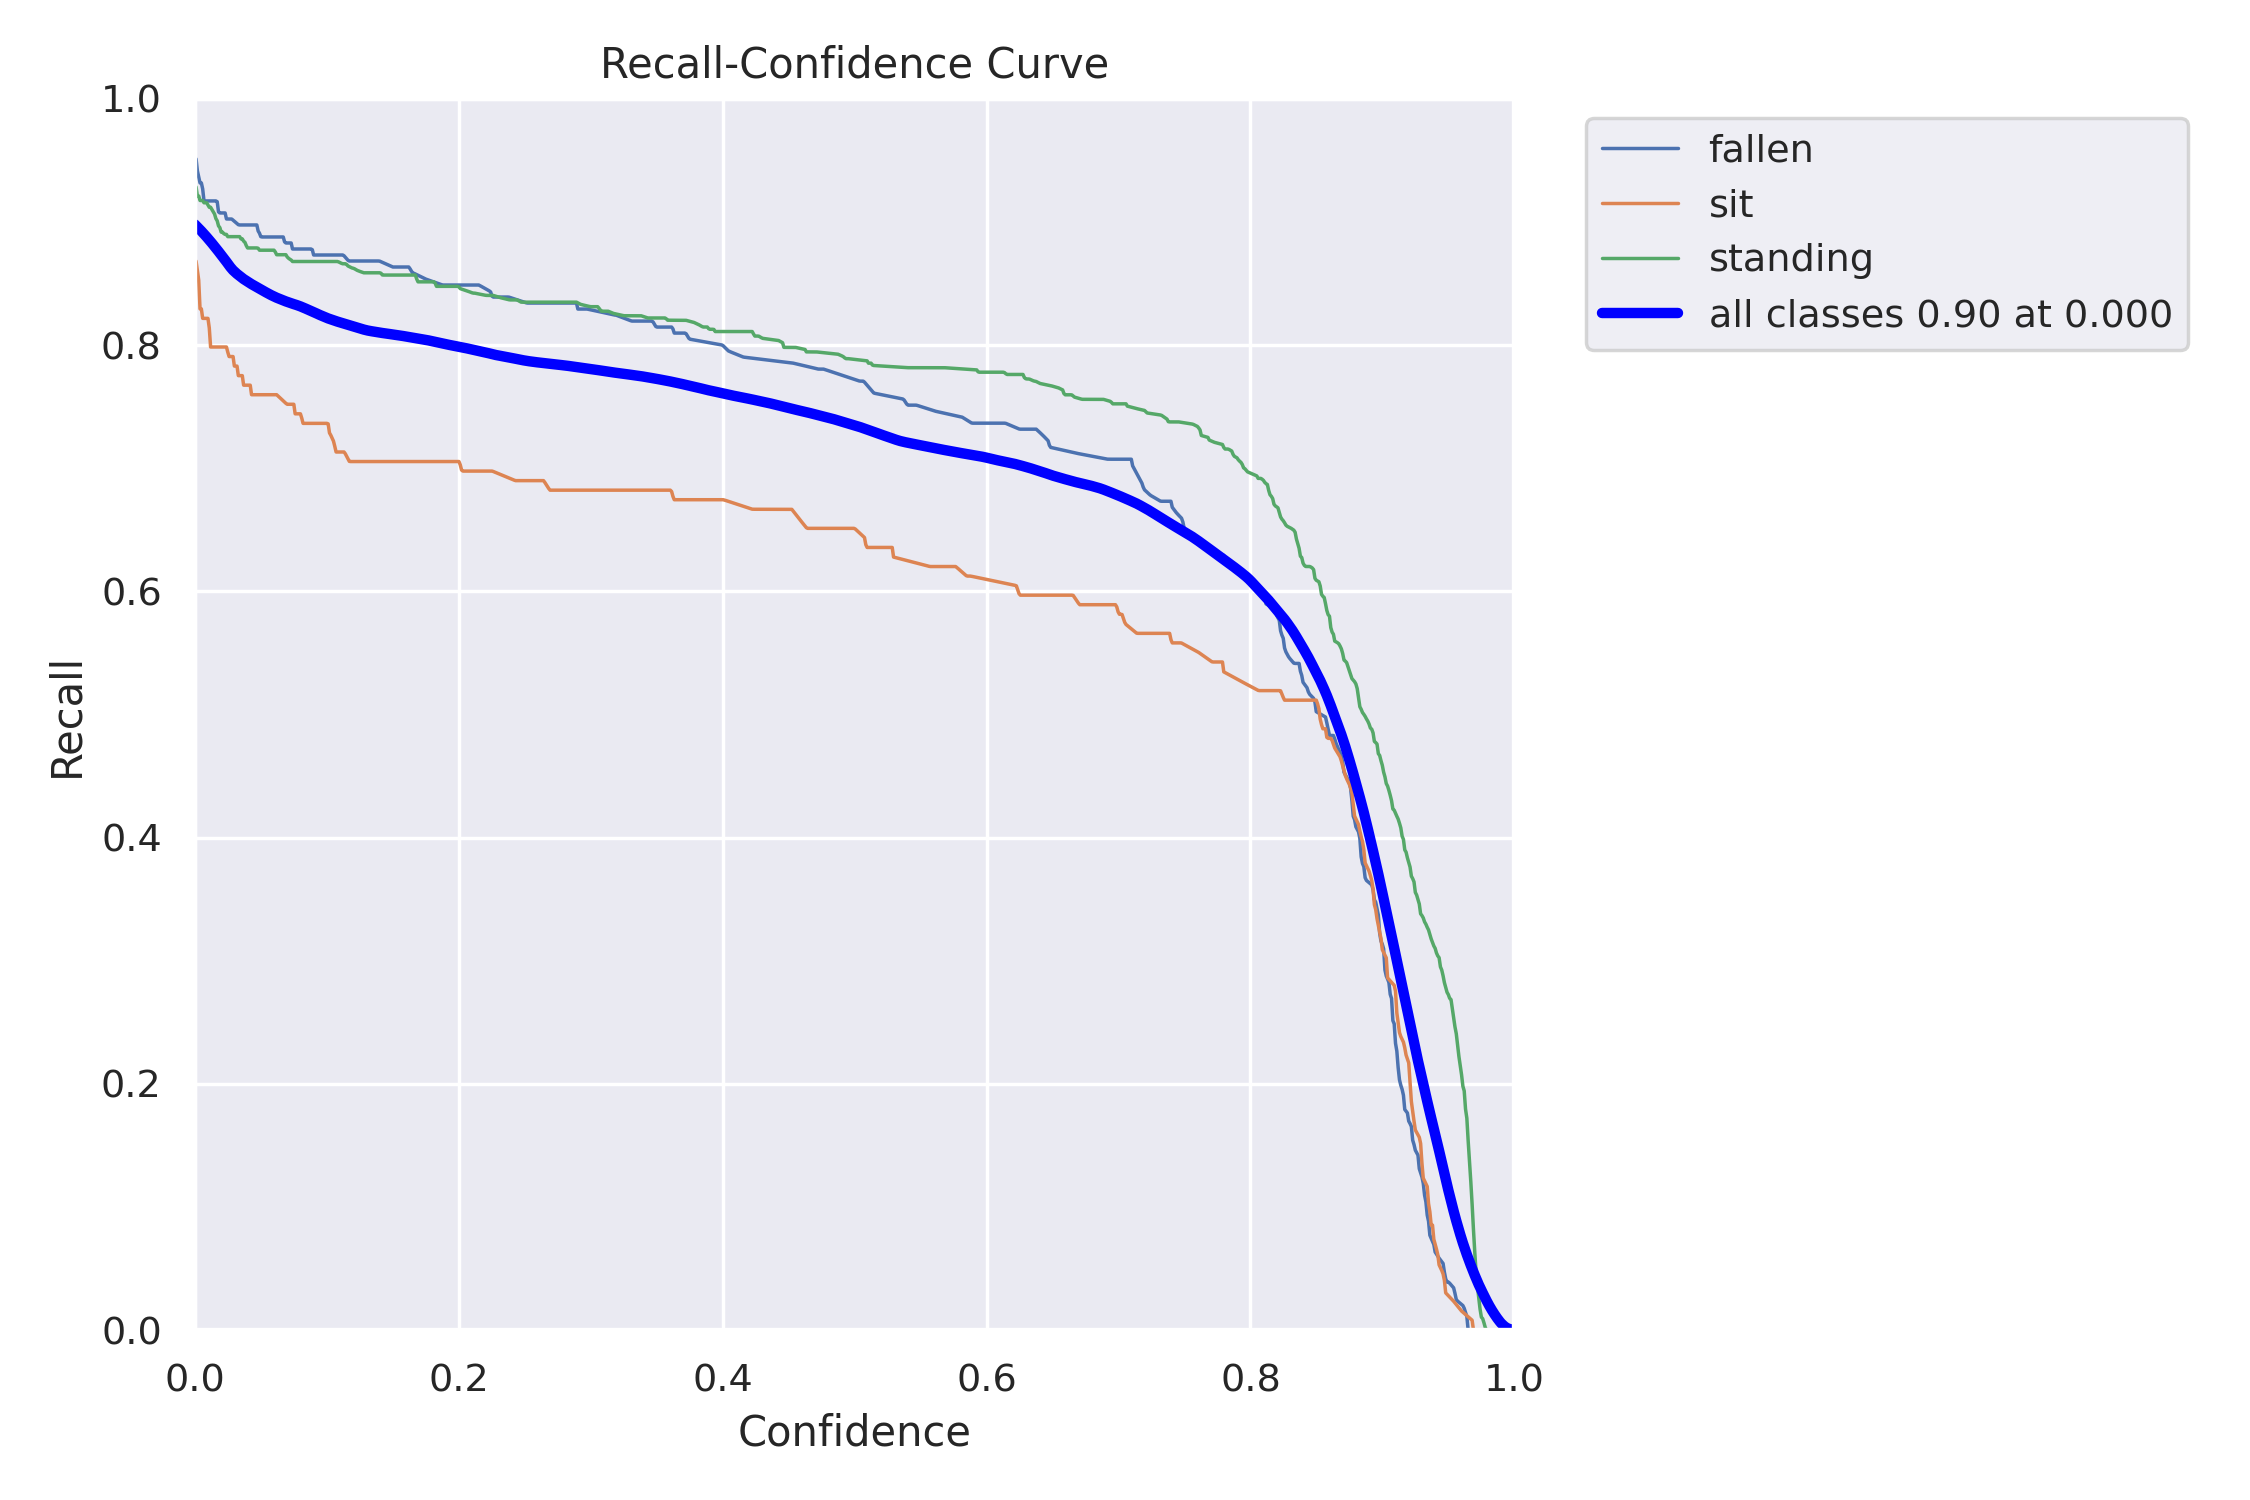 Recall-Confidence Curve
1.0
0.8
0.6
0.4
0.2
0.0
Recall
0.0 0.2 0.4 0.6 0.8 1.0
Confidence
fallen
sit
standing
all classes 0.90 at 0.000